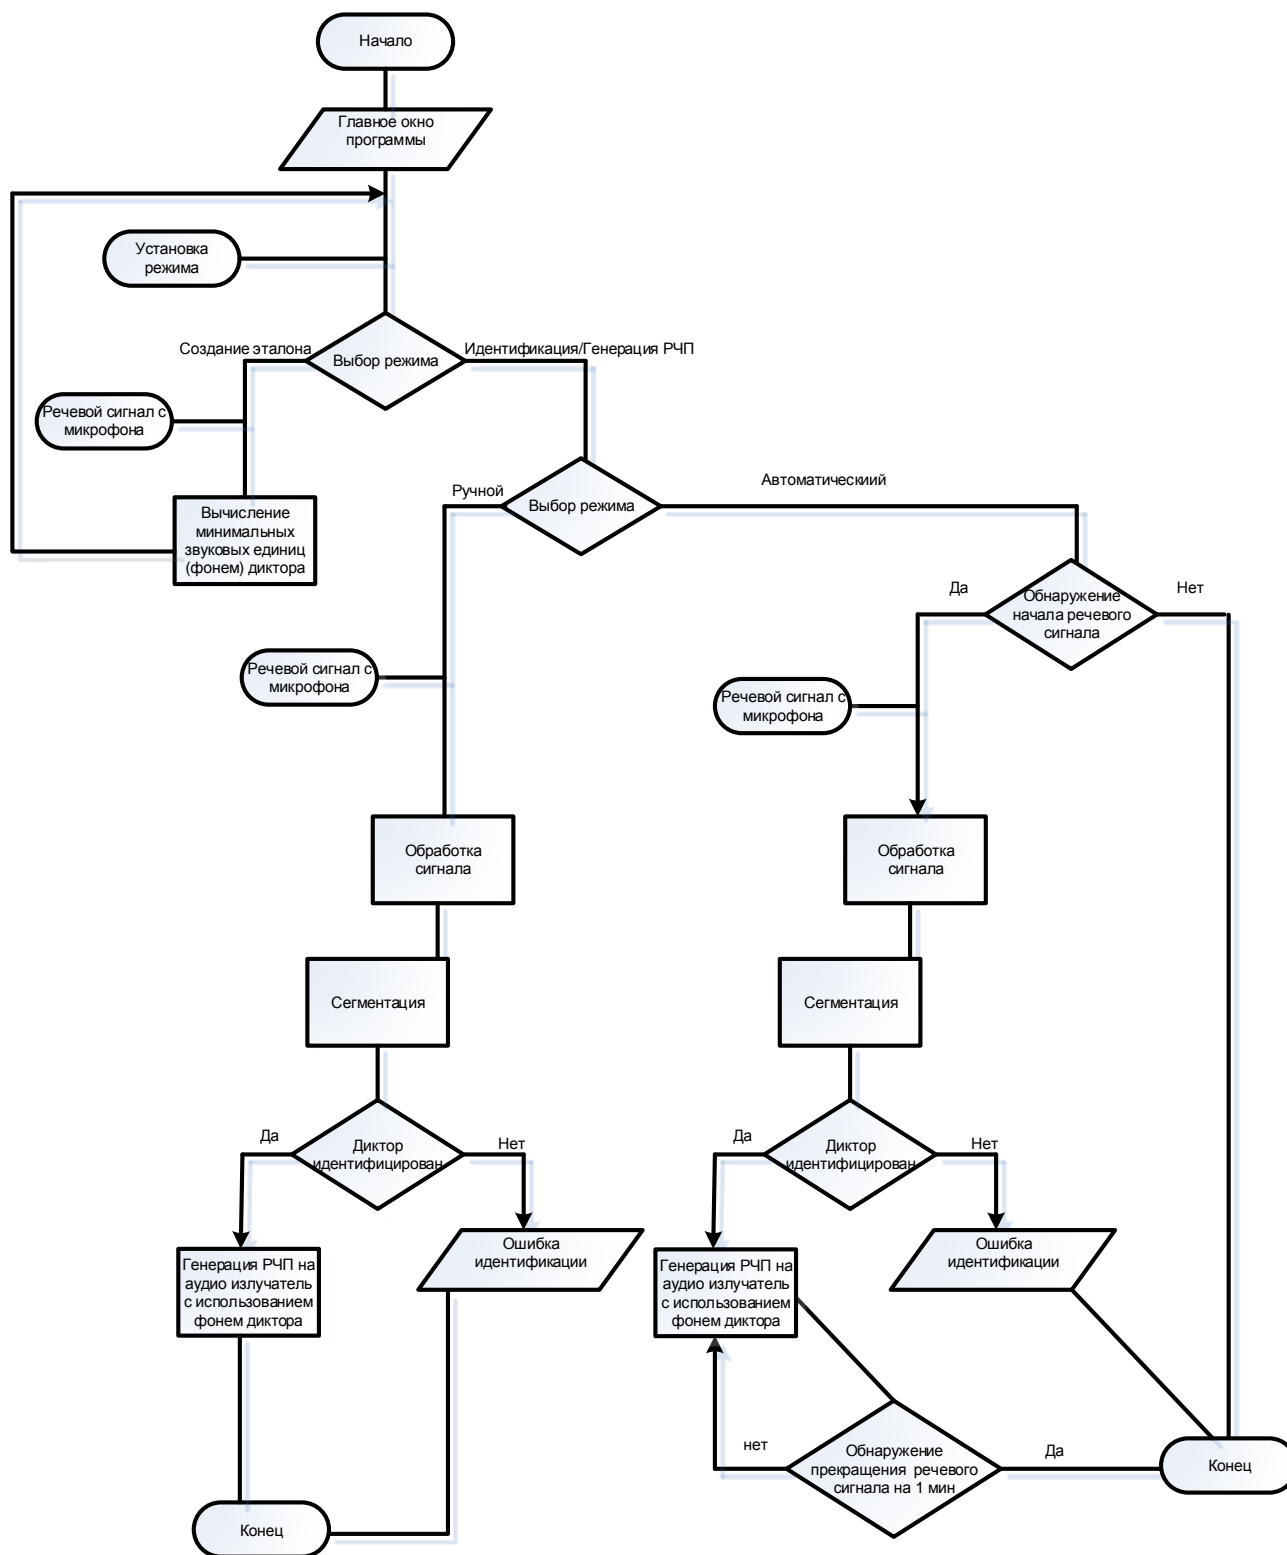 Начало
Главное окно
программы
Установка
режима
Создание эталона
Выбор режима
Идентификация/Генерация РЧП
Речевой сигнал с
микрофона
Ручной
Выбор режима
Автоматическиий
Вычисление
минимальных
звуковых единиц
(фонем) диктора
Да
Обнаружение
начала речевого
сигнала
Нет
Речевой сигнал с
микрофона
Речевой сигнал с
микрофона
Обработка
сигнала
Обработка
сигнала
Сегментация
Сегментация
Да
Диктор
идентифицирован
Нет
Да
Диктор
идентифицирован
Нет
Генерация РЧП на
аудио излучатель
с использованием
фонем диктора
Ошибка
идентификации
Генерация РЧП на
аудио излучатель
с использованием
фонем диктора
Ошибка
идентификации
нет
Обнаружение
прекращения речевого
сигнала на 1 мин
Да
Конец
Конец